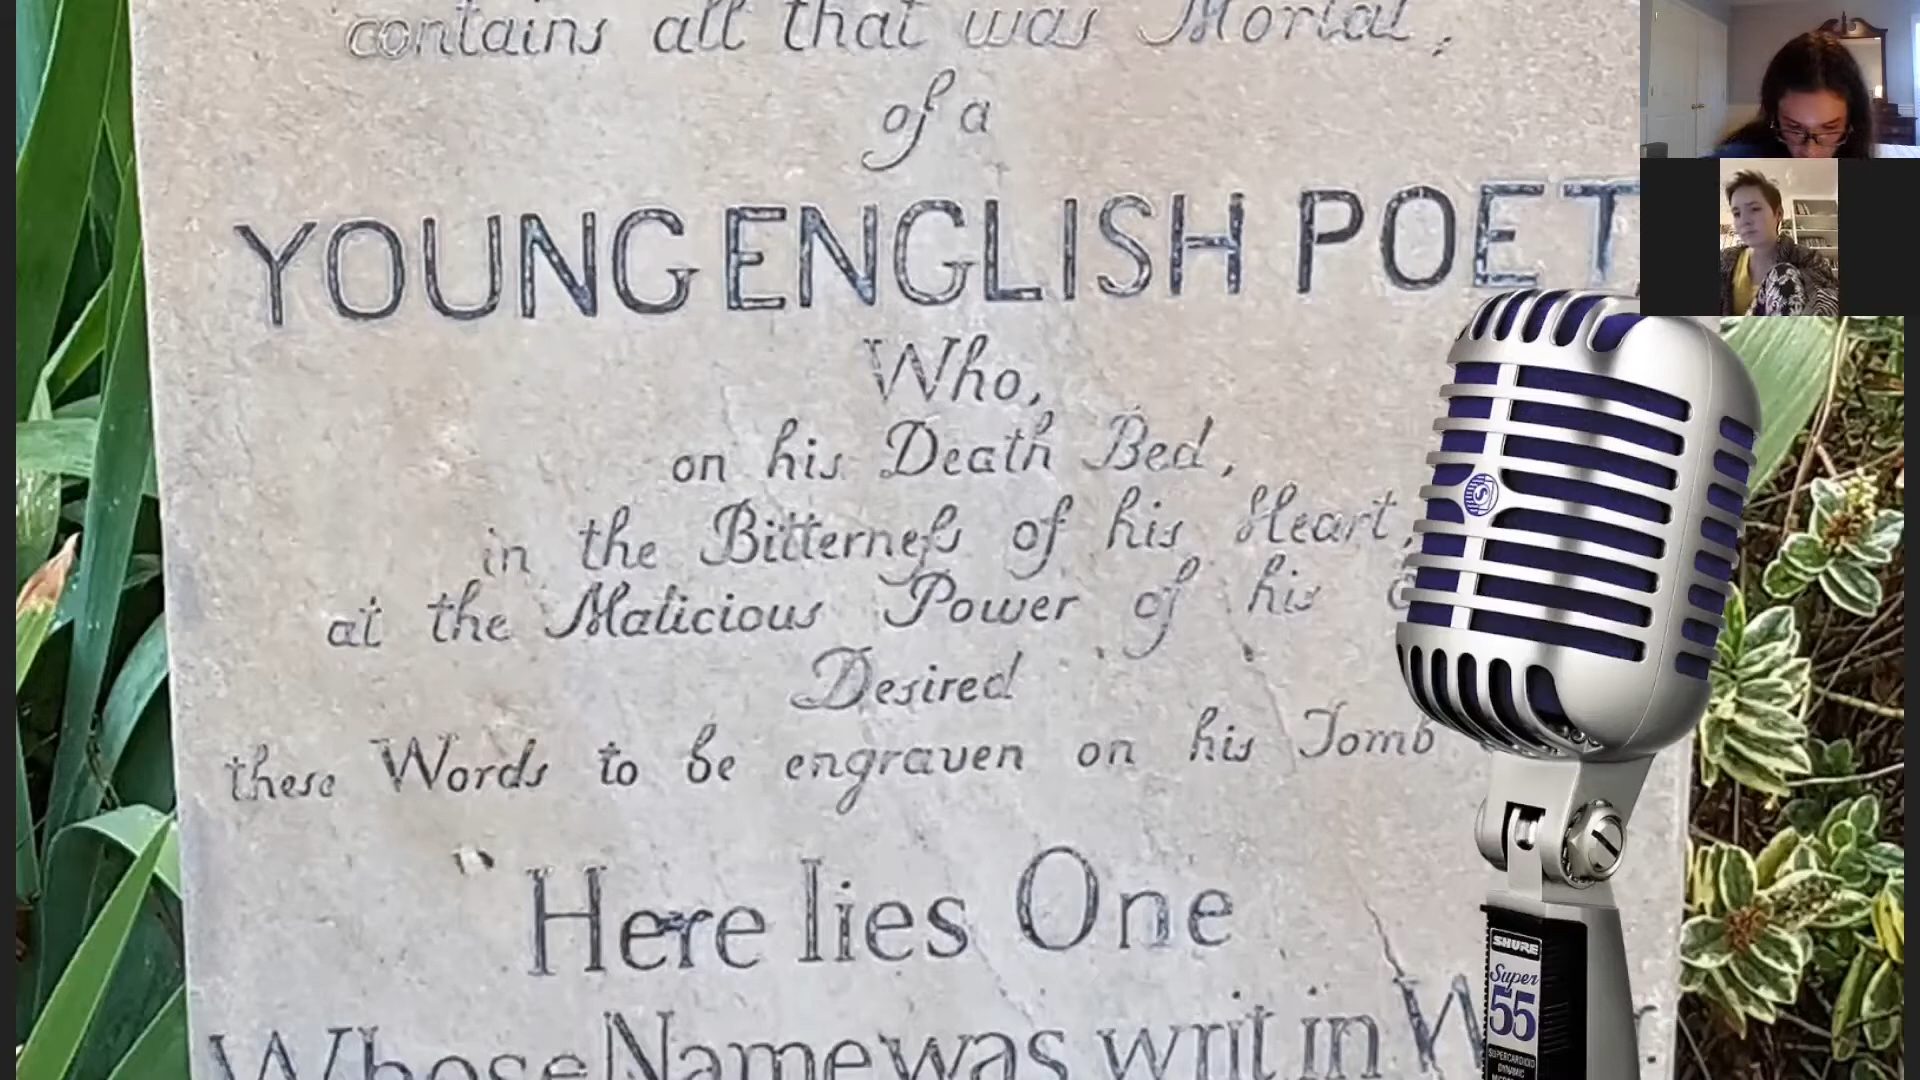 contains all that was Mortal,
of a
YOUNG ENGLISH POET
Who,
on his Death Bed,
in the Bitterneſs of his Heart,
at the Malicious Power of his
Desired
these Words to be engraven on his Tomb
"Here lies One
Whose Name was writ in
SHURE
Super
55
SUPERCARDIOID
DYNAMIC